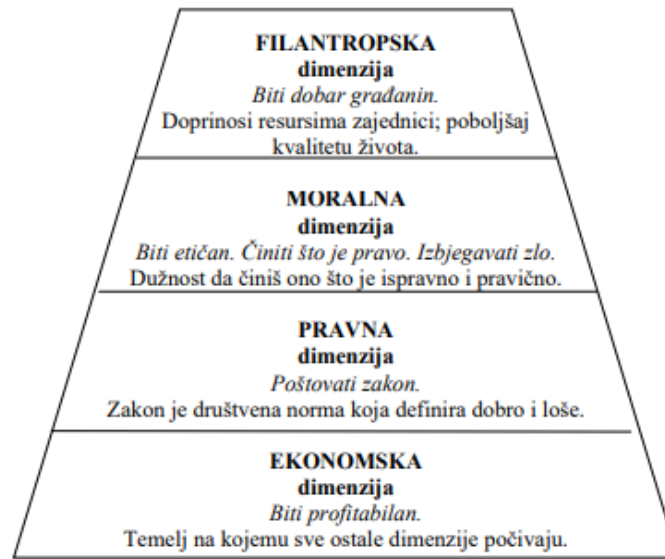 FILANTROPSKA
dimenzija
Biti dobar građanin.
Doprinosi resursima zajednici; poboljšaj
kvalitetu života.
MORALNA
dimenzija
Biti etičan. Činiti što je pravo. Izbjegavati zlo.
Dužnost da činiš ono što je ispravno i pravično.
PRAVNA
dimenzija
Poštovati zakon.
Zakon je društvena norma koja definira dobro i loše.
EKONOMSKA
dimenzija
Biti profitabilan.
Temelj na kojemu sve ostale dimenzije počivaju.